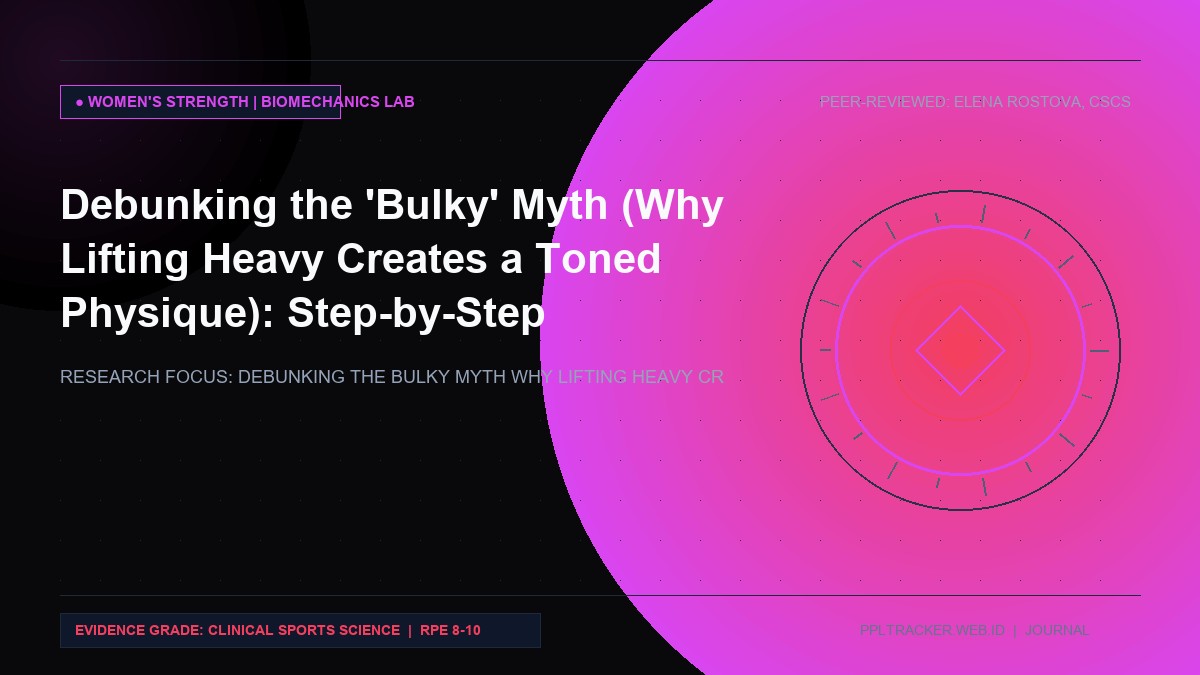 ● WOMEN'S STRENGTH | BIOMECHANICS LAB
PEER-REVIEWED: ELENA ROSTOVA, CSCS
Debunking the 'Bulky' Myth (Why
Lifting Heavy Creates a Toned
Physique): Step-by-Step
RESEARCH FOCUS: DEBUNKING THE BULKY MYTH WHY LIFTING HEAVY CR
EVIDENCE GRADE: CLINICAL SPORTS SCIENCE | RPE 8-10
PPLTRACKER.WEB.ID | JOURNAL